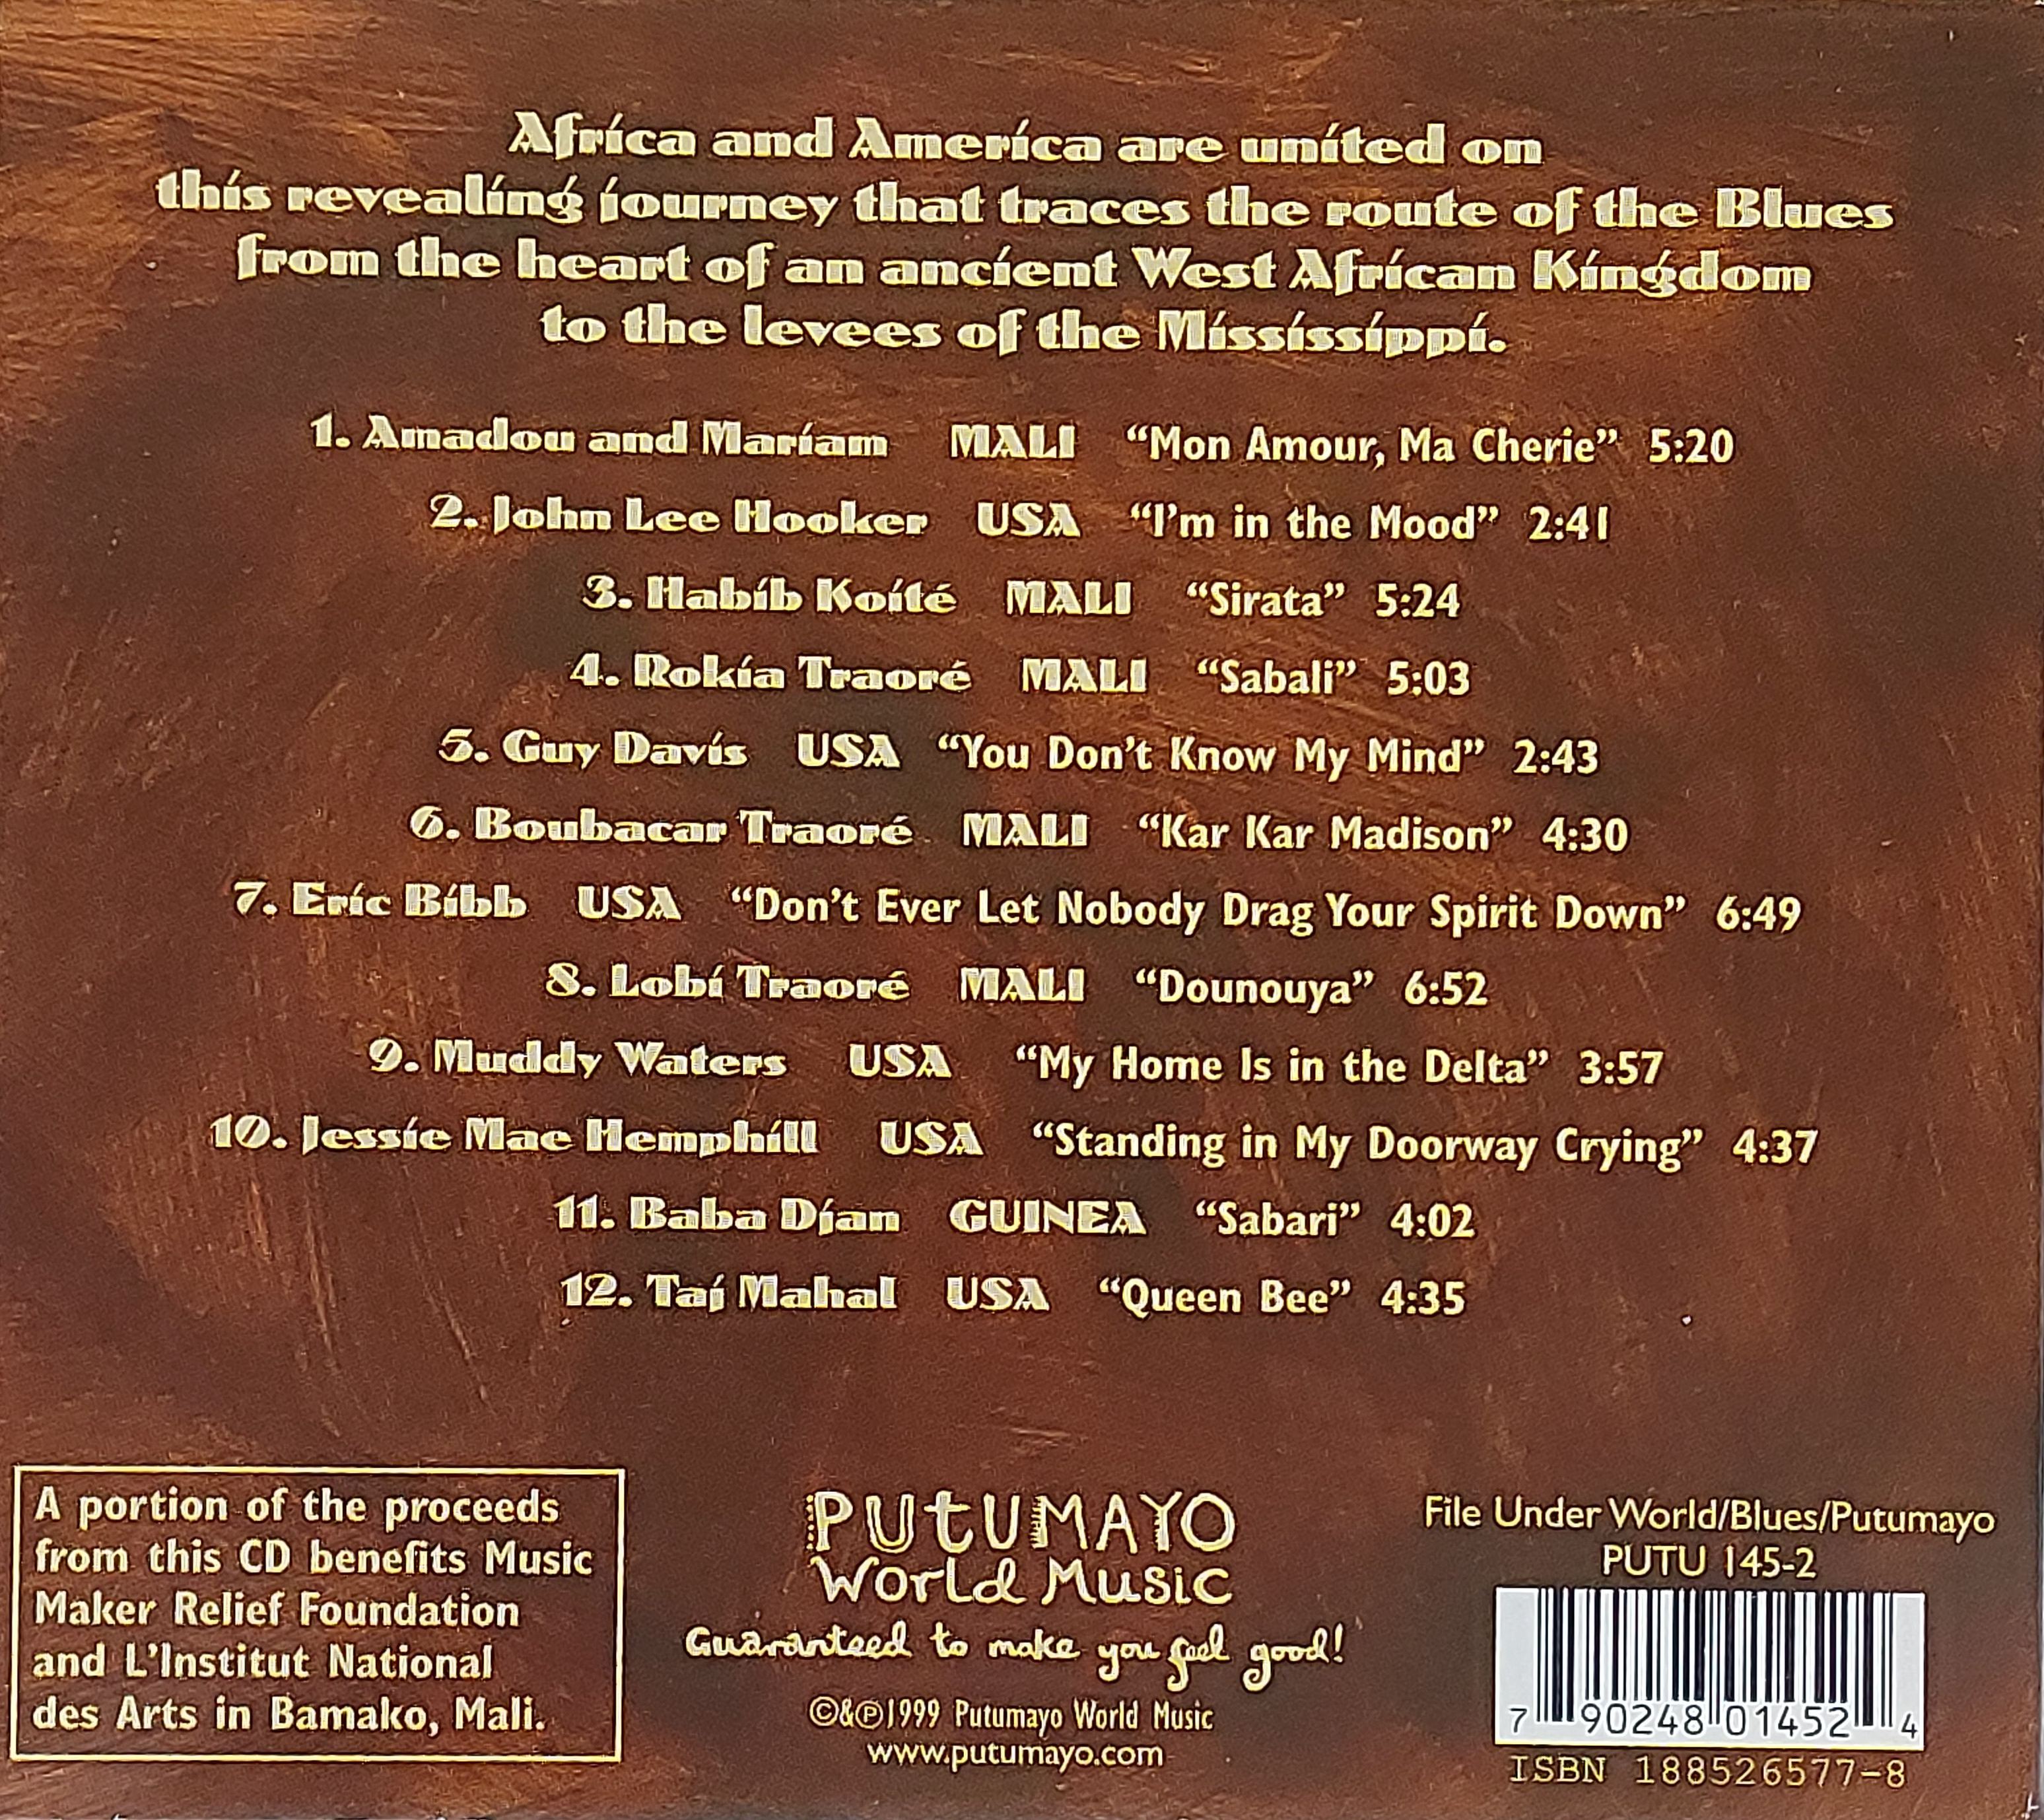 Africa and America are united on
this revealing journey that traces the route of the Blues
from the heart of an ancient West African Kingdom
to the levees of the Mississippi.
1. Amadou and Mariam MALI “Mon Amour, Ma Cherie” 5:20
2. John Lee Hooker USA “I’m in the Mood” 2:41
3. Habib Koité MALI “Sirata” 5:24
4. Rokia Traoré MALI “Sabali” 5:03
5. Guy Davis USA “You Don’t Know My Mind” 2:43
6. Boubacar Traoré MALI “Kar Kar Madison” 4:30
7. Eric Bibb USA “Don’t Ever Let Nobody Drag Your Spirit Down” 6:49
8. Lobi Traoré MALI “Dounouya” 6:52
9. Muddy Waters USA “My Home Is in the Delta” 3:57
10. Jessie Mae Hemphill USA “Standing in My Doorway Crying” 4:37
11. Baba Djan GUINEA “Sabari” 4:02
12. Taj Mahal USA “Queen Bee” 4:35
A portion of the proceeds
from this CD benefits Music
Maker Relief Foundation
and L’Institut National
des Arts in Bamako, Mali.
PUTUMAYO
World Music
Guaranteed to make you feel good!
©&℗1999 Putumayo World Music
www.putumayo.com
File Under World/Blues/Putumayo
PUTU 145-2
7 90248 01452 4
ISBN 188526577-8